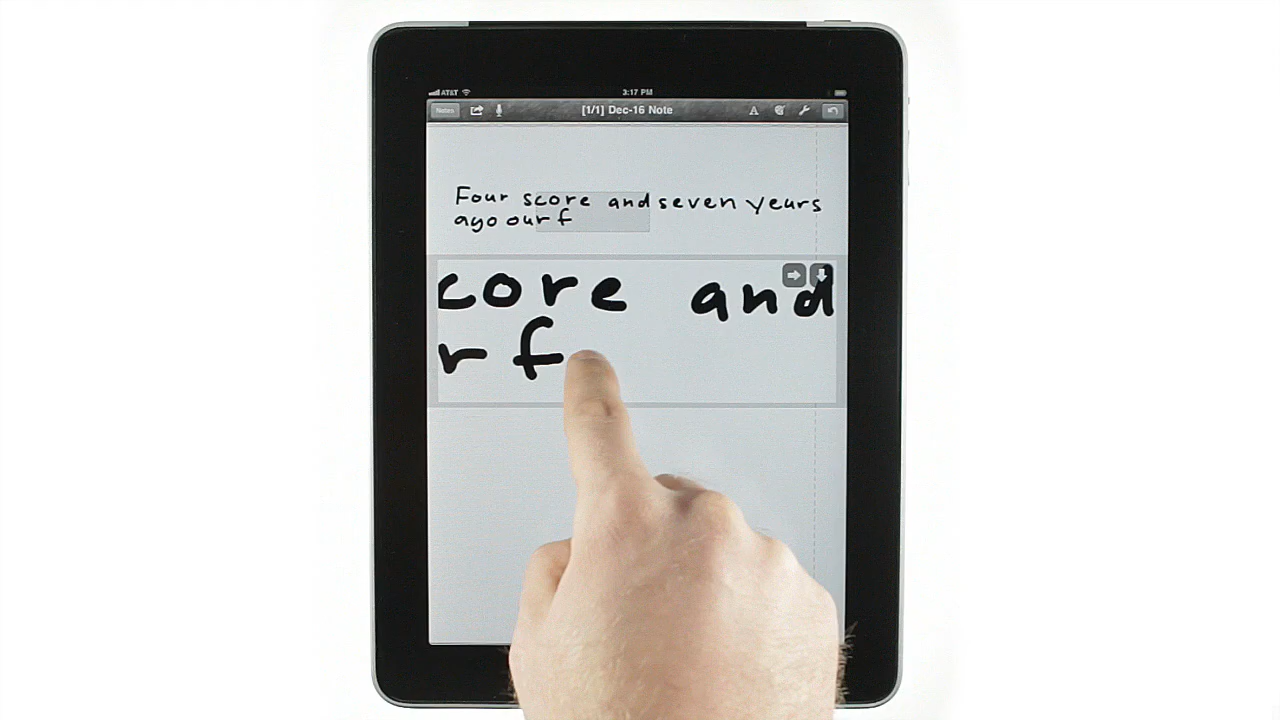 AT&T 3:17 PM
Notes [1/1] Dec-16 Note A
Four score and seven years
ago our f
core and
r f